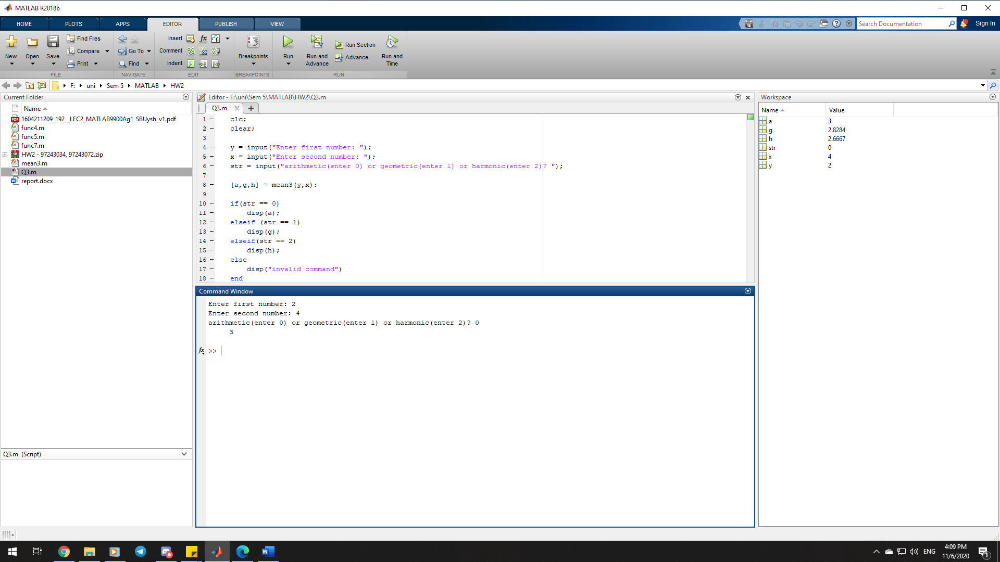 MATLAB R2018b
HOME PLOTS APPS EDITOR PUBLISH VIEW
Search Documentation
Sign In
New
Open
Save
Find Files
Compare
Print
FILE
Go To
Find
NAVIGATE
Insert
fx
Comment
Indent
EDIT
Breakpoints
BREAKPOINTS
Run
Run and
Advance
Run Section
Advance
Run and
Time
RUN
F: uni Sem 5 MATLAB HW2
Current Folder
Name
1604211209_192__LEC2_MATLAB9900Ag1_SBUysh_v1.pdf
func4.m
func5.m
func7.m
HW2 - 97243034, 97243072.zip
mean3.m
Q3.m
report.docx
Q3.m (Script)
Editor - F:\uni\Sem 5\MATLAB\HW2\Q3.m
Q3.m
1 clc;
2 clear;
3
4 y = input("Enter first number: ");
5 x = input("Enter second number: ");
6 str = input("arithmetic(enter 0) or geometric(enter 1) or harmonic(enter 2)? ");
7
8 [a,g,h] = mean3(y,x);
9
10 if(str == 0)
11 disp(a);
12 elseif (str == 1)
13 disp(g);
14 elseif(str == 2)
15 disp(h);
16 else
17 disp("invalid command")
18 end
Command Window
Enter first number: 2
Enter second number: 4
arithmetic(enter 0) or geometric(enter 1) or harmonic(enter 2)? 0
3
fx >>
Workspace
Name Value
a 3
g 2.8284
h 2.6667
str 0
x 4
y 2
ENG
4:09 PM
11/6/2020
1